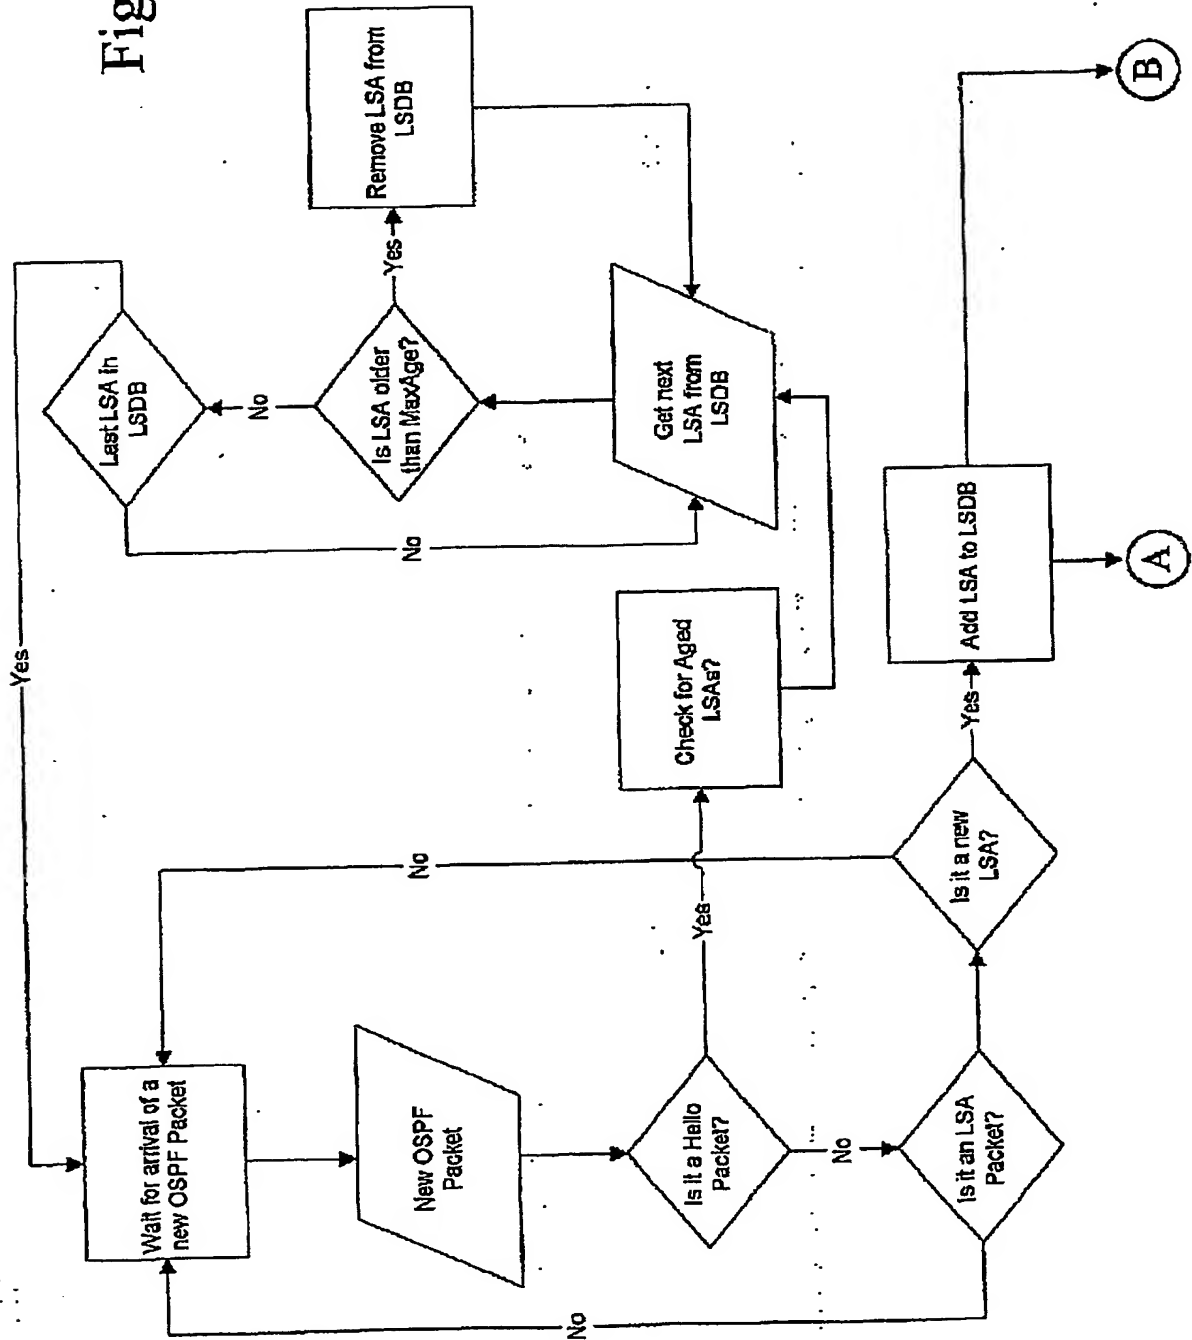 Fig
Yes
Wait for arrival of a
new OSPF Packet
New OSPF
Packet
Is it a Hello
Packet?
Yes
No
Is it an LSA
Packet?
No
Is it a new
LSA?
No
Yes
Add LSA to LSDB
A
B
Check for Aged
LSAs?
Get next
LSA from
LSDB
Is LSA older
than MaxAge?
Yes
Remove LSA from
LSDB
No
Last LSA in
LSDB
No